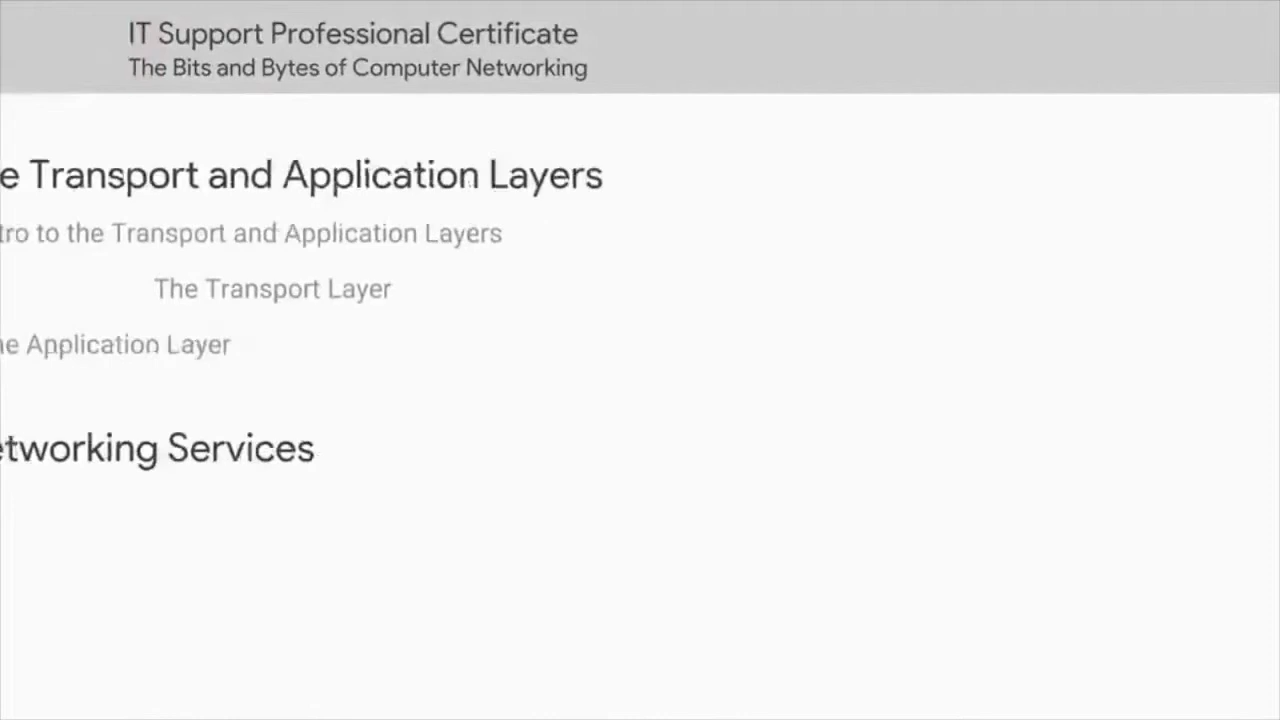 IT Support Professional Certificate
The Bits and Bytes of Computer Networking
e Transport and Application Layers
tro to the Transport and Application Layers
The Transport Layer
ne Application Layer
etworking Services